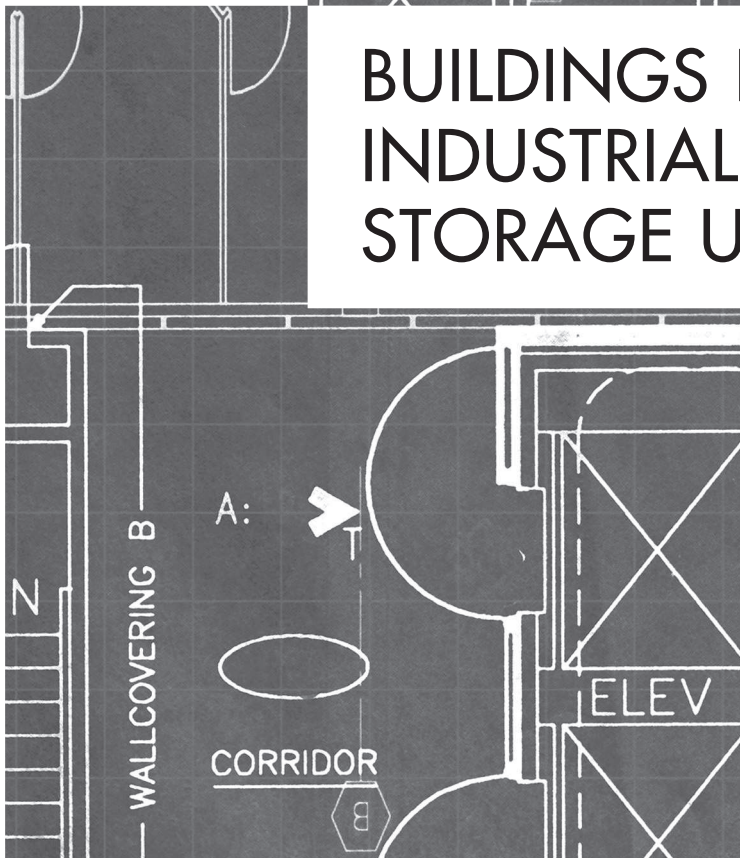 BUILDINGS
INDUSTRIAL
STORAGE U
A:
T
WALLCOVERING B
N
ELEV
CORRIDOR
B